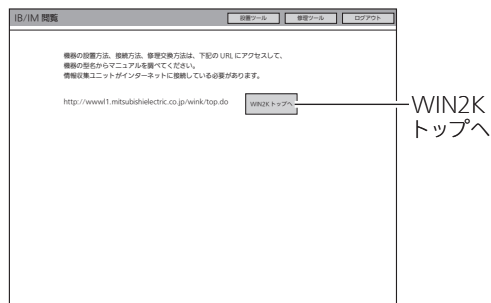 IB/IM 閲覧
設置ツール
修理ツール
ログアウト
機器の設置方法、接続方法、修理交換方法は、下記の URL にアクセスして、
機器の型名からマニュアルを調べてください。
情報収集ユニットがインターネットに接続している必要があります。
http://wwwl1.mitsubishielectric.co.jp/wink/top.do
WIN2K トップへ
WIN2K
トップへ